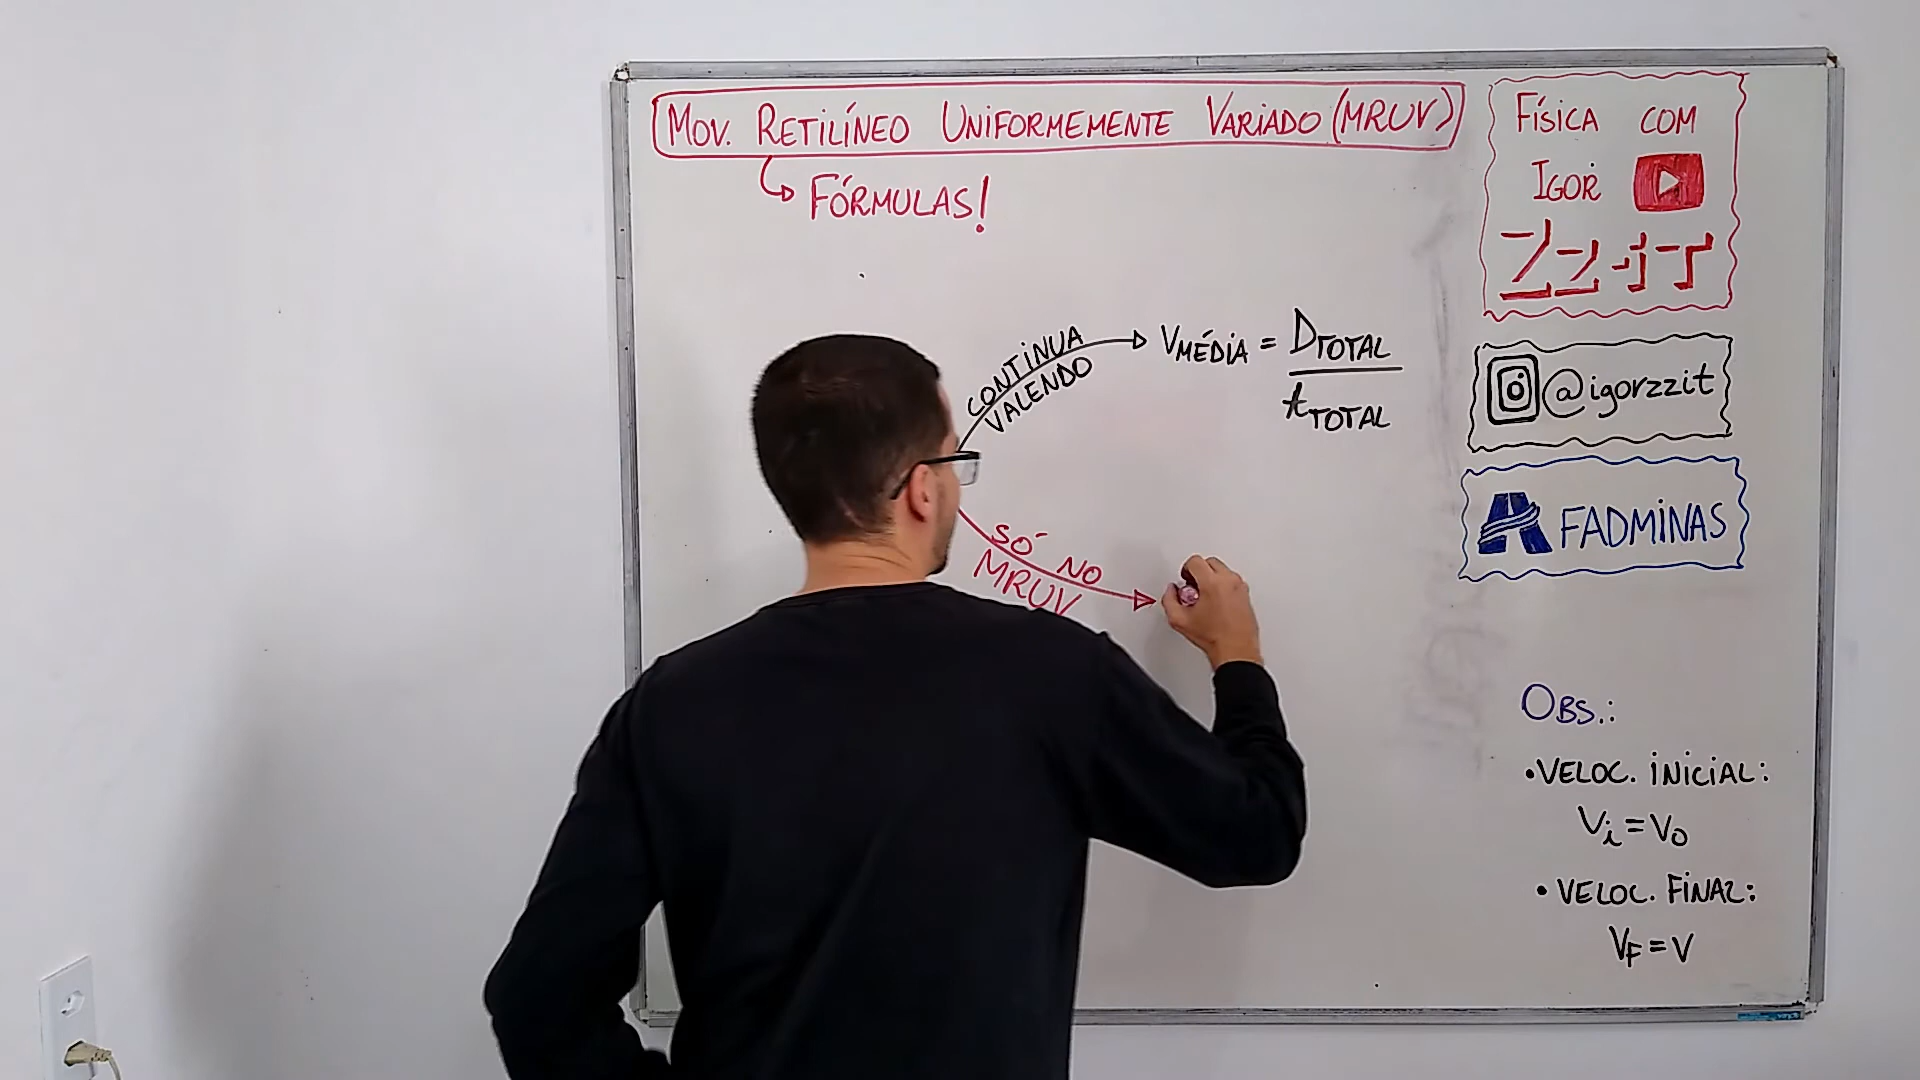 MOV. RETILÍNEO UNIFORMEMENTE VARIADO (MRUV)
FÓRMULAS!
CONTINUA
VALENDO
VMÉDIA = DTOTAL
tTOTAL
SÓ NO
MRUV
FÍSICA COM
IGOR
ZZiT
@igorzzit
FADMINAS
OBS.:
•VELOC. INICIAL:
Vi=V0
• VELOC. FINAL:
VF=V